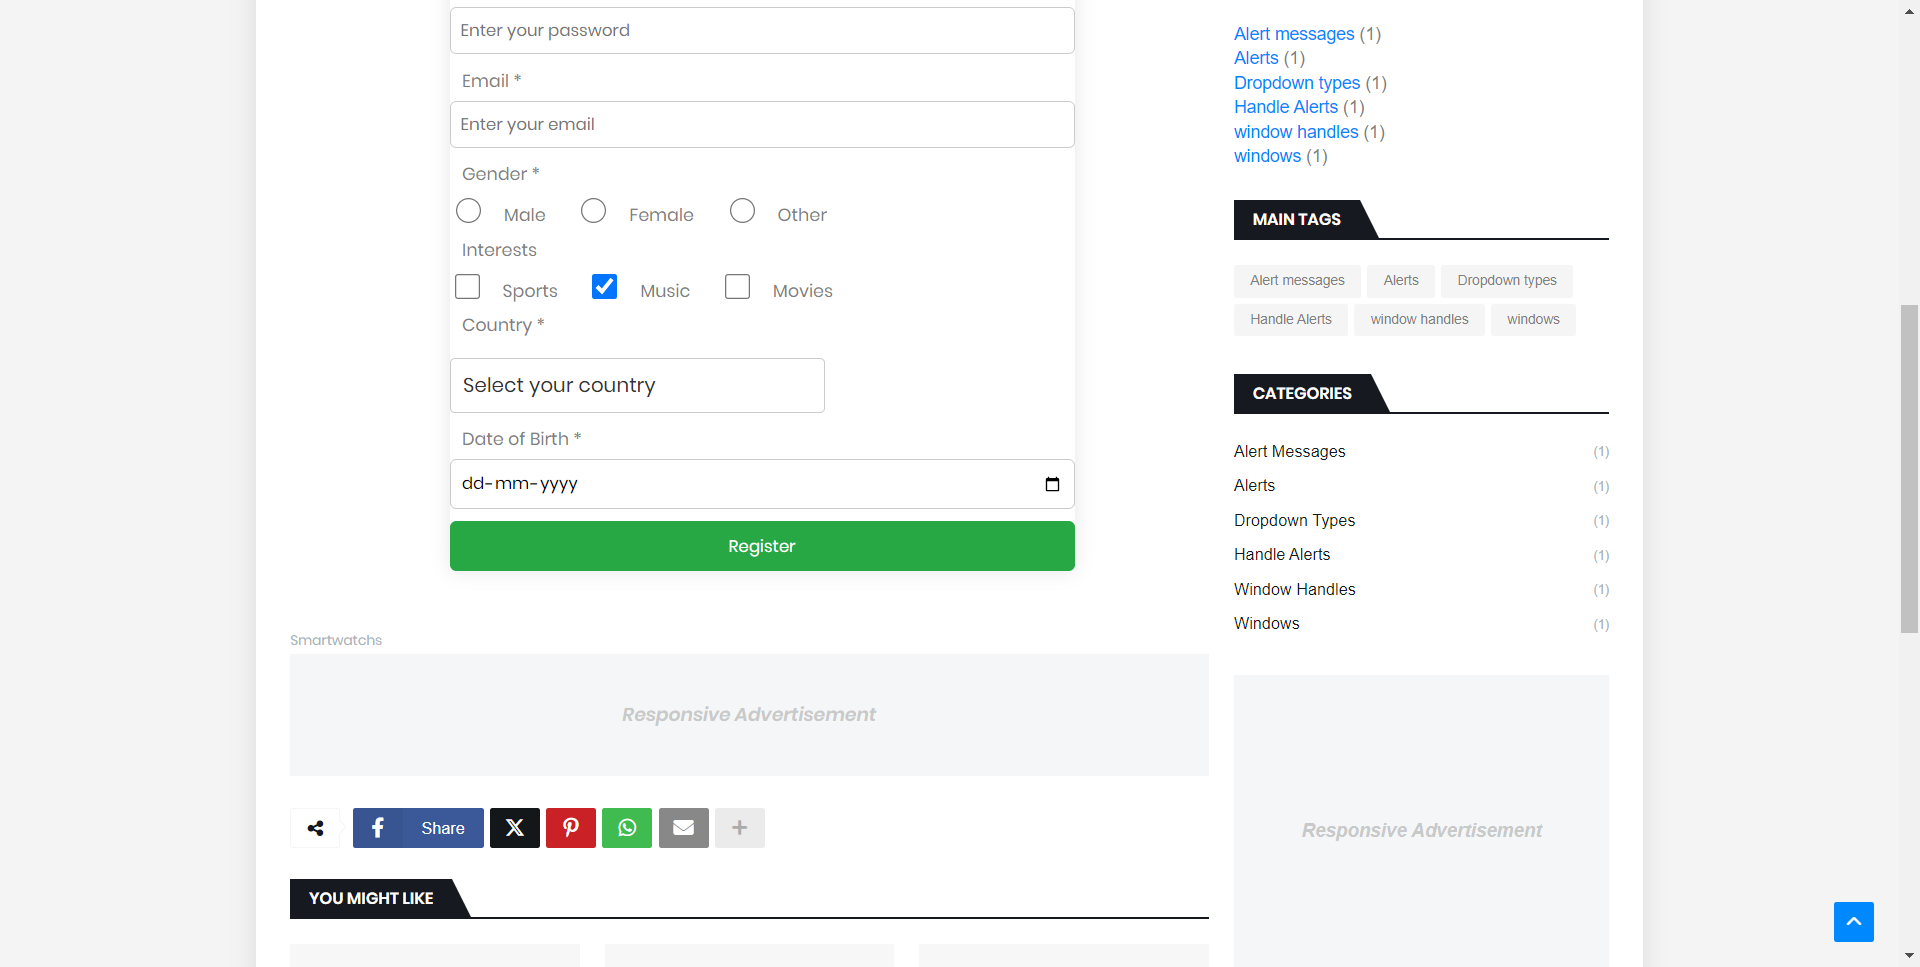 Enter your password
Email *
Enter your email
Gender *
Male Female Other
Interests
Sports Music Movies
Country *
Select your country
Date of Birth *
dd-mm-yyyy
Register
Smartwatchs
Responsive Advertisement
Share
YOU MIGHT LIKE
Alert messages (1)
Alerts (1)
Dropdown types (1)
Handle Alerts (1)
window handles (1)
windows (1)
MAIN TAGS
Alert messages Alerts Dropdown types
Handle Alerts window handles windows
CATEGORIES
Alert Messages (1)
Alerts (1)
Dropdown Types (1)
Handle Alerts (1)
Window Handles (1)
Windows (1)
Responsive Advertisement